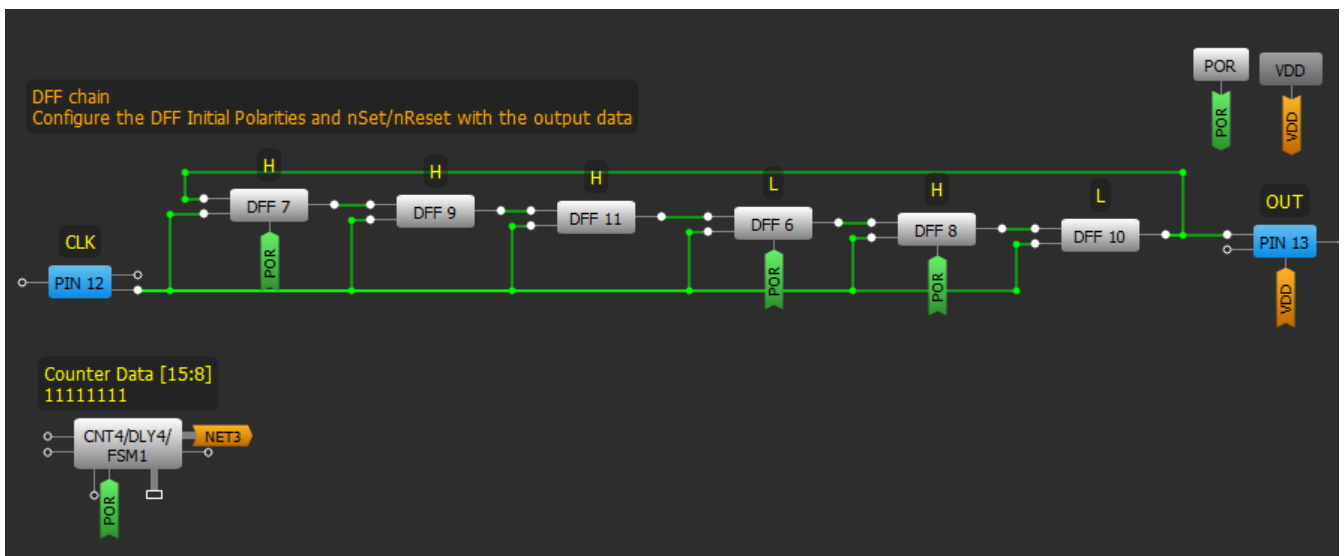 POR
VDD
POR
VDD
DFF chain
Configure the DFF Initial Polarities and nSet/nReset with the output data
H
H
H
L
H
L
OUT
DFF 7
DFF 9
DFF 11
DFF 6
DFF 8
DFF 10
PIN 13
CLK
PIN 12
POR
POR
POR
VDD
Counter Data [15:8]
11111111
CNT4/DLY4/
FSM1
NET3
POR